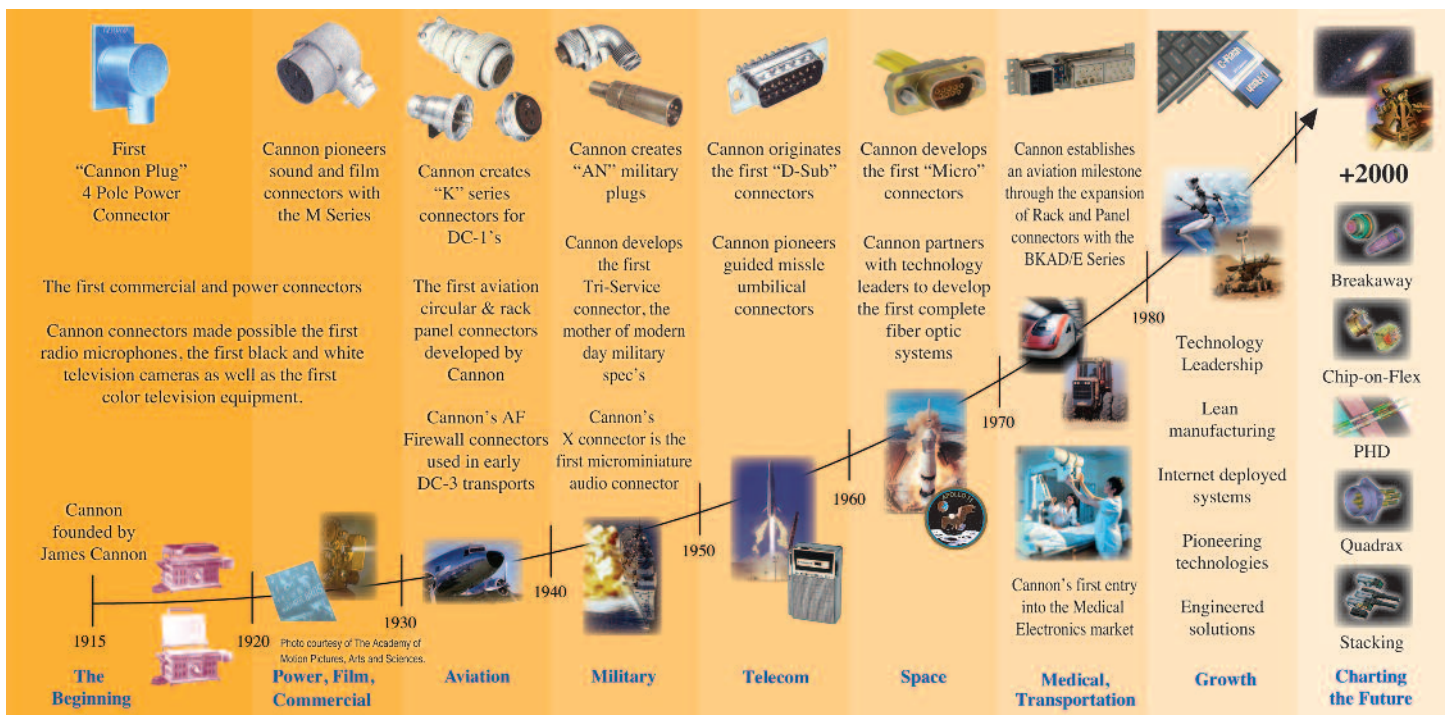 First
“Cannon Plug”
4 Pole Power
Connector
Cannon pioneers
sound and film
connectors with
the M Series
The first commercial and power connectors
Cannon connectors made possible the first
radio microphones, the first black and white
television cameras as well as the first
color television equipment.
Cannon
founded by
James Cannon
1915
The
Beginning
1920
Photo courtesy of The Academy of
Motion Pictures, Arts and Sciences.
Power, Film,
Commercial
Cannon creates
“K” series
connectors for
DC-1’s
The first aviation
circular & rack
panel connectors
developed by
Cannon
Cannon’s AF
Firewall connectors
used in early
DC-3 transports
1930
Aviation
Cannon creates
“AN” military
plugs
Cannon develops
the first
Tri-Service
connector, the
mother of modern
day military
spec’s
Cannon’s
X connector is the
first microminiature
audio connector
1940
Military
Cannon originates
the first “D-Sub”
connectors
Cannon pioneers
guided missle
umbilical
connectors
1950
Telecom
Cannon develops
the first “Micro”
connectors
Cannon partners
with technology
leaders to develop
the first complete
fiber optic
systems
1960
APOLLO 11
Space
Cannon establishes
an aviation milestone
through the expansion
of Rack and Panel
connectors with the
BKAD/E Series
1970
Cannon’s first entry
into the Medical
Electronics market
Medical,
Transportation
C-Flash
1980
Technology
Leadership
Lean
manufacturing
Internet deployed
systems
Pioneering
technologies
Engineered
solutions
Growth
+2000
Breakaway
Chip-on-Flex
PHD
Quadrax
Stacking
Charting
the Future